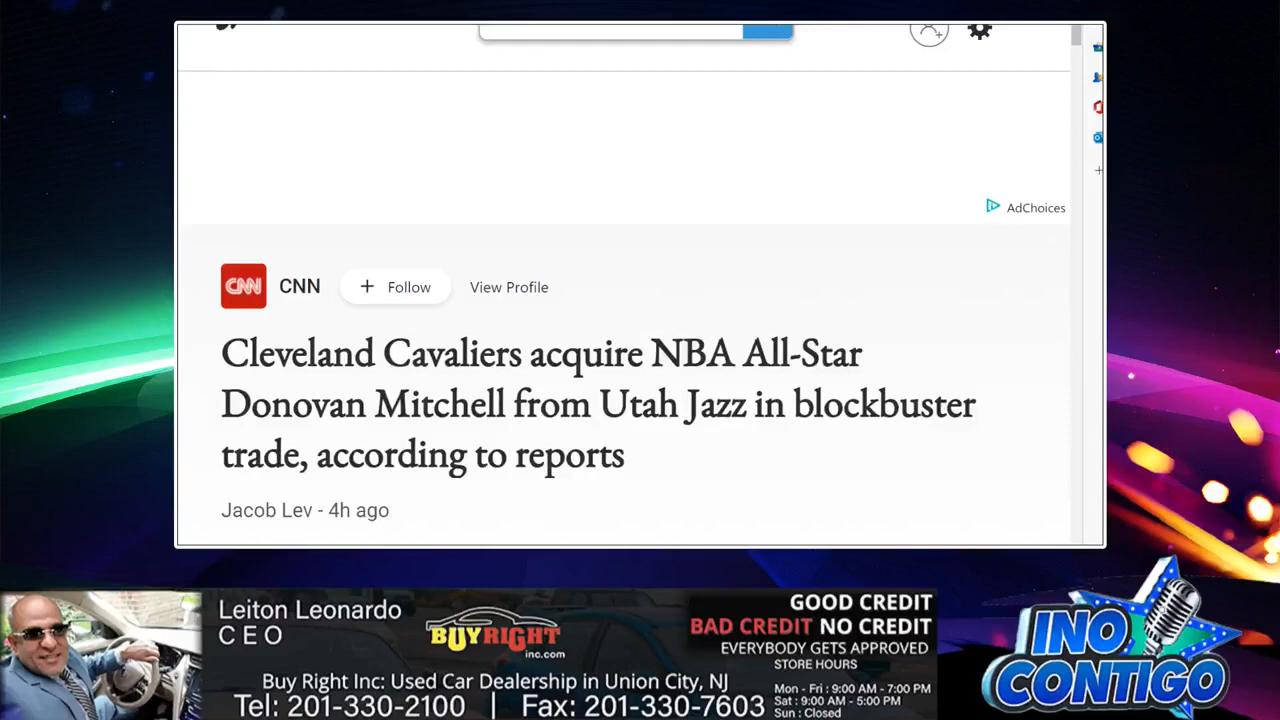 AdChoices
CNN
CNN
+ Follow
View Profile
Cleveland Cavaliers acquire NBA All-Star
Donovan Mitchell from Utah Jazz in blockbuster
trade, according to reports
Jacob Lev - 4h ago
Leiton Leonardo
CEO
BUYRIGHT
inc.com
GOOD CREDIT
BAD CREDIT NO CREDIT
EVERYBODY GETS APPROVED
STORE HOURS
Mon - Fri : 9:00 AM - 7:00 PM
Sat : 9:00 AM - 5:00 PM
Sun : Closed
Buy Right Inc: Used Car Dealership in Union City, NJ
Tel: 201-330-2100 | Fax: 201-330-7603
INO
CONTIGO